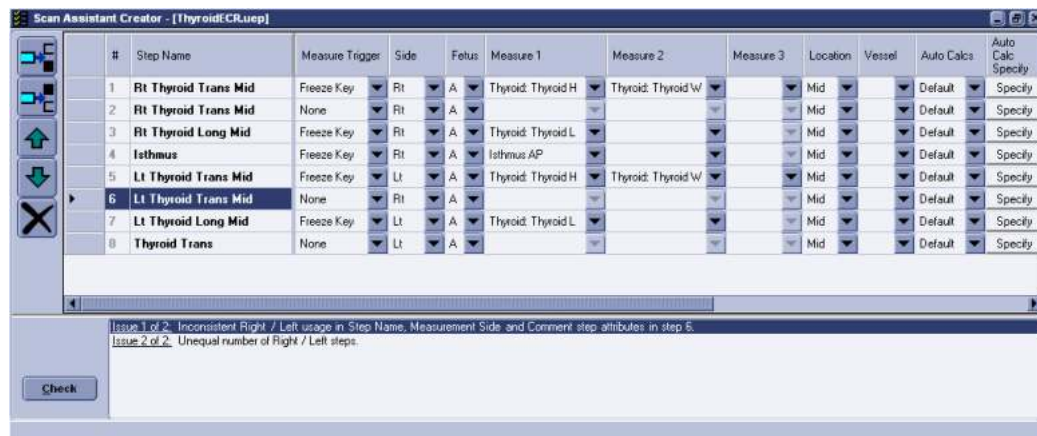 Scan Assistant Creator - [ThyroidECR.uep]
# Step Name Measure Trigger Side Fetus Measure 1 Measure 2 Measure 3 Location Vessel Auto Calcs Auto Calc Specify
1 Rt Thyroid Trans Mid Freeze Key Rt A Thyroid: Thyroid H Thyroid: Thyroid W Mid Default Specify
2 Rt Thyroid Trans Mid None Rt A Mid Default Specify
3 Rt Thyroid Long Mid Freeze Key Rt A Thyroid: Thyroid L Mid Default Specify
4 Isthmus Freeze Key Rt A Isthmus AP Mid Default Specify
5 Lt Thyroid Trans Mid Freeze Key Lt A Thyroid: Thyroid H Thyroid: Thyroid W Mid Default Specify
6 Lt Thyroid Trans Mid None Rt A Mid Default Specify
7 Lt Thyroid Long Mid Freeze Key Lt A Thyroid: Thyroid L Mid Default Specify
8 Thyroid Trans None Lt A Mid Default Specify
Issue 1 of 2: Inconsistent Right / Left usage in Step Name, Measurement Side and Comment step attributes in step 6.
Issue 2 of 2: Unequal number of Right / Left steps.
Check